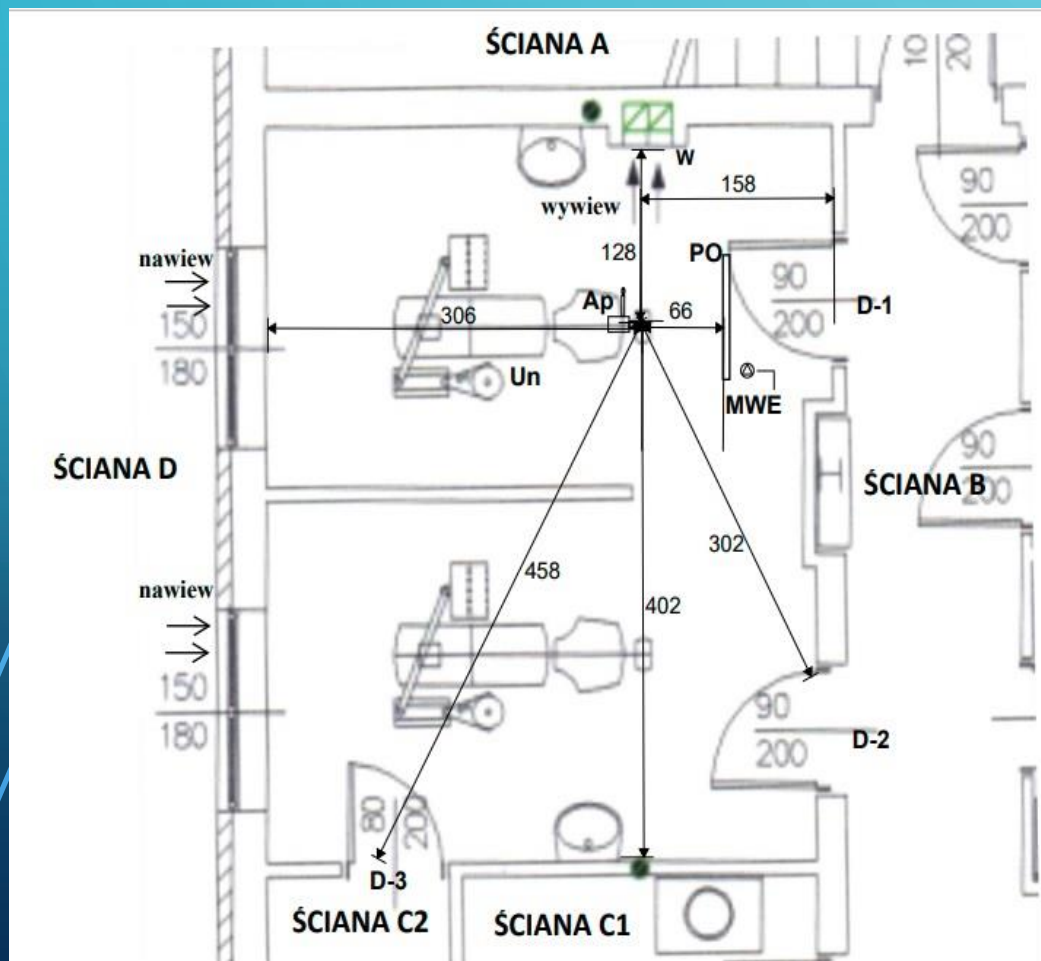 ŚCIANA A
10
20
W
90
200
158
wywiew
nawiew
128
PO
90
200
D-1
150
180
306
Ap
66
Un
MWE
ŚCIANA D
90
200
ŚCIANA B
302
458
402
nawiew
150
180
90
200
D-2
80
200
D-3
ŚCIANA C2
ŚCIANA C1